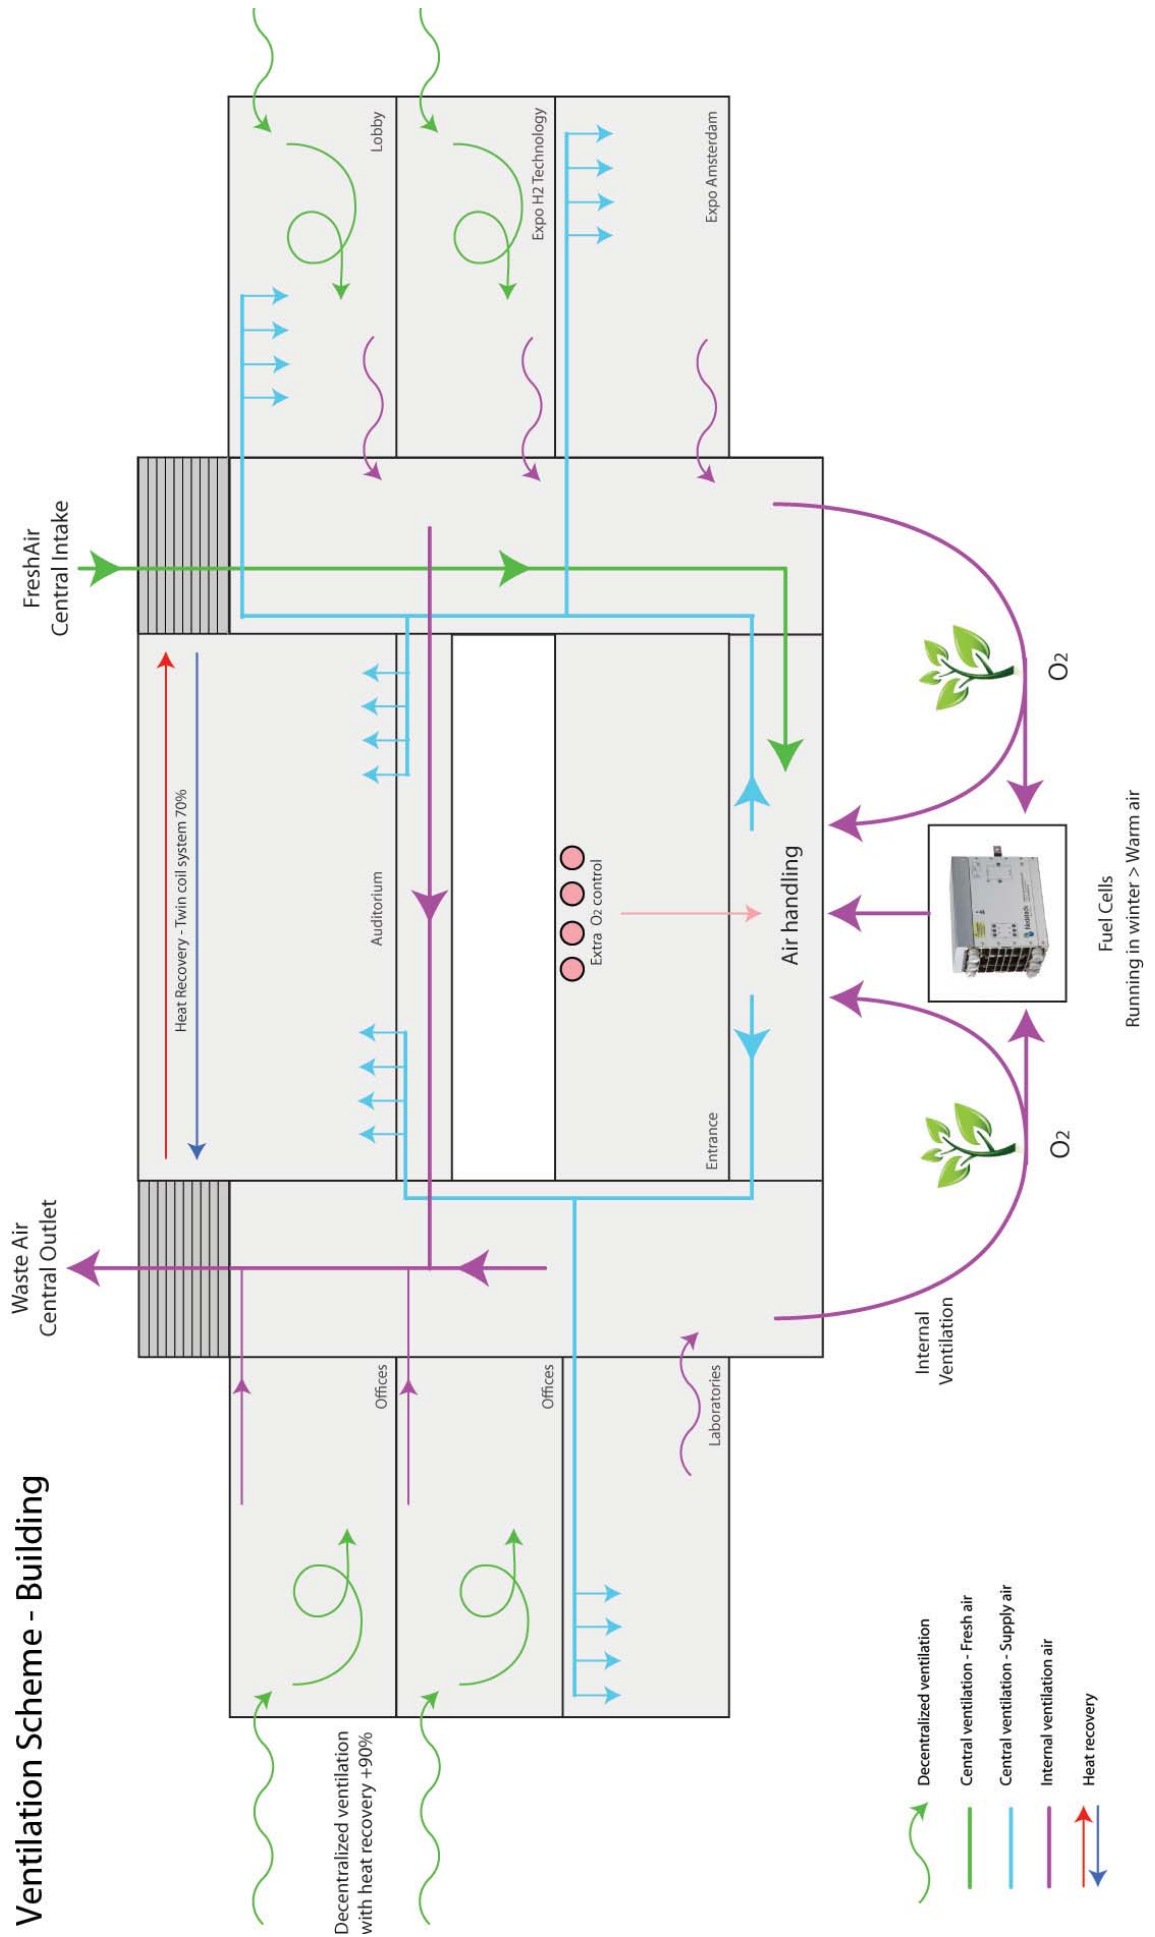 Ventilation Scheme - Building
Waste Air
Central Outlet
FreshAir
Central Intake
Heat Recovery - Twin coil system 70%
Decentralized ventilation
with heat recovery +90%
Offices
Offices
Laboratories
Auditorium
Entrance
Extra O2 control
Air handling
Lobby
Expo H2 Technology
Expo Amsterdam
Internal
Ventilation
O2
O2
Fuel Cells
Running in winter > Warm air
Decentralized ventilation
Central ventilation - Fresh air
Central ventilation - Supply air
Internal ventilation air
Heat recovery